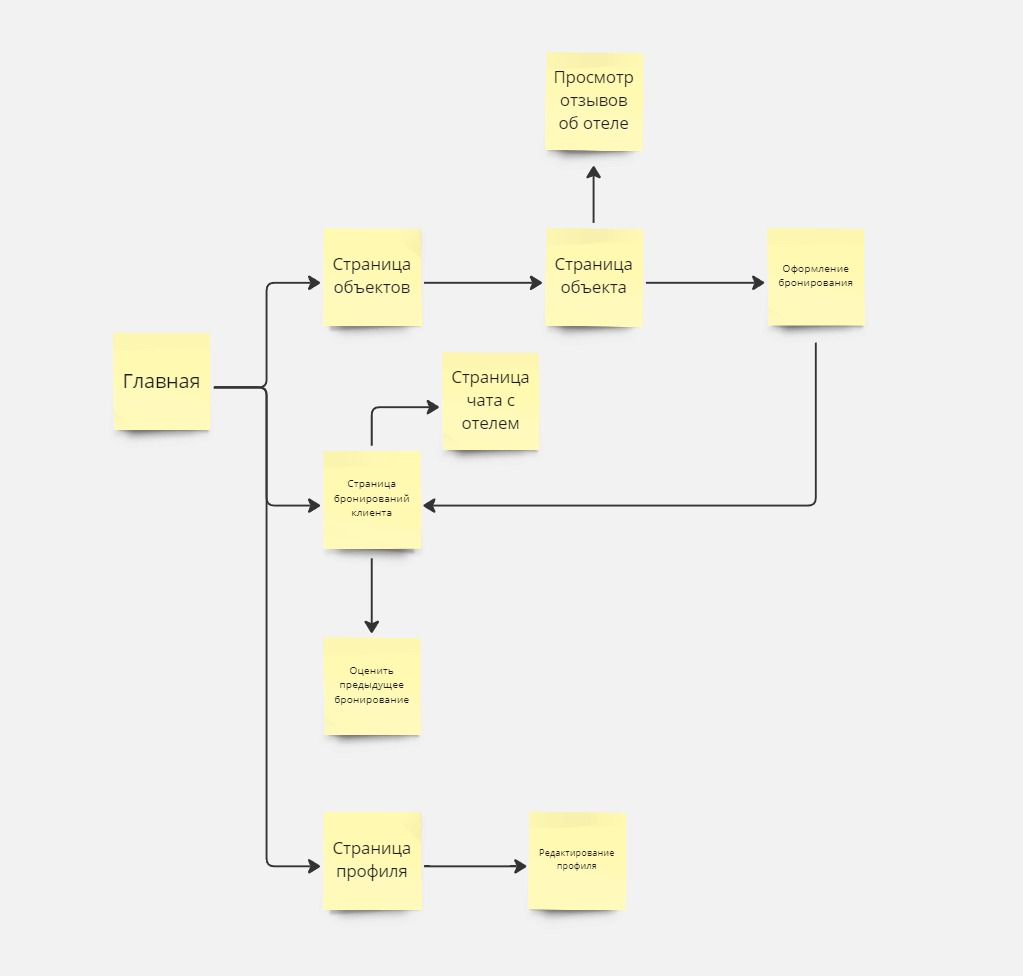 Просмотр
отзывов
об отеле
Страница
объектов
Страница
объекта
Оформление
бронирования
Главная
Страница
чата с
отелем
Страница
бронирований
клиента
Оценить
предыдущее
бронирование
Страница
профиля
Редактирование
профиля